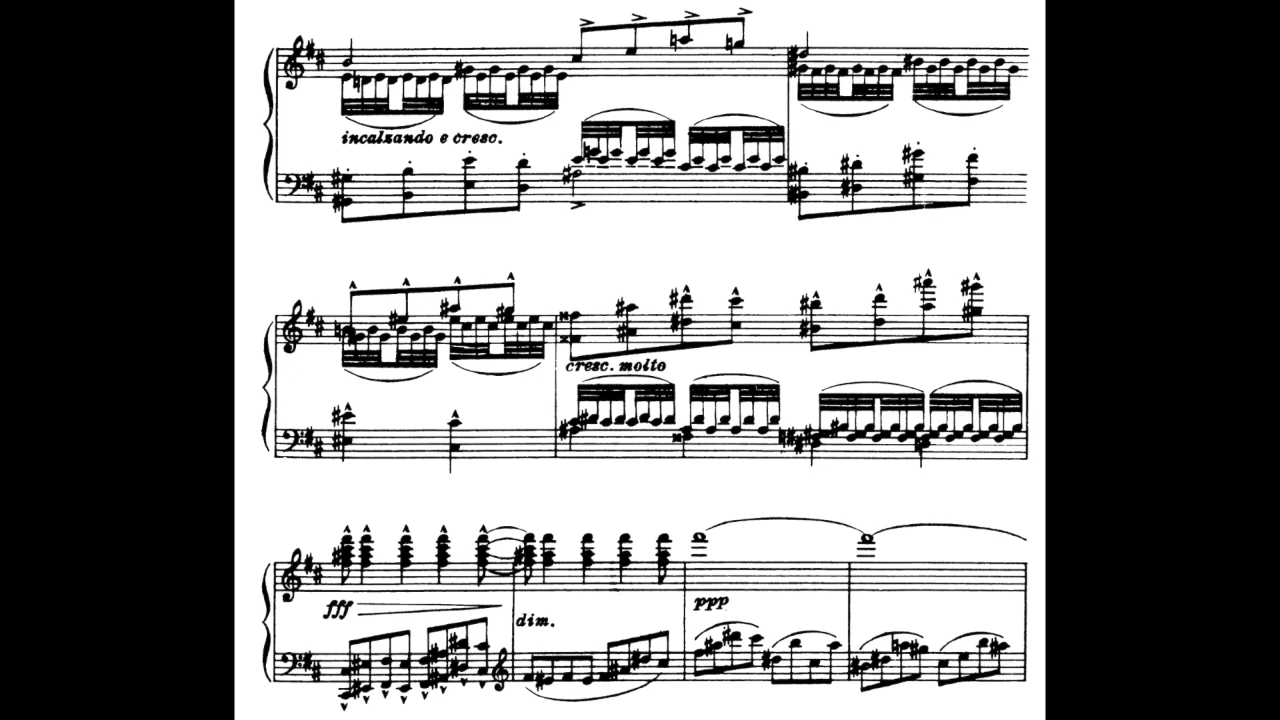 incalzando e cresc.
cresc. molto
fff
dim.
ppp